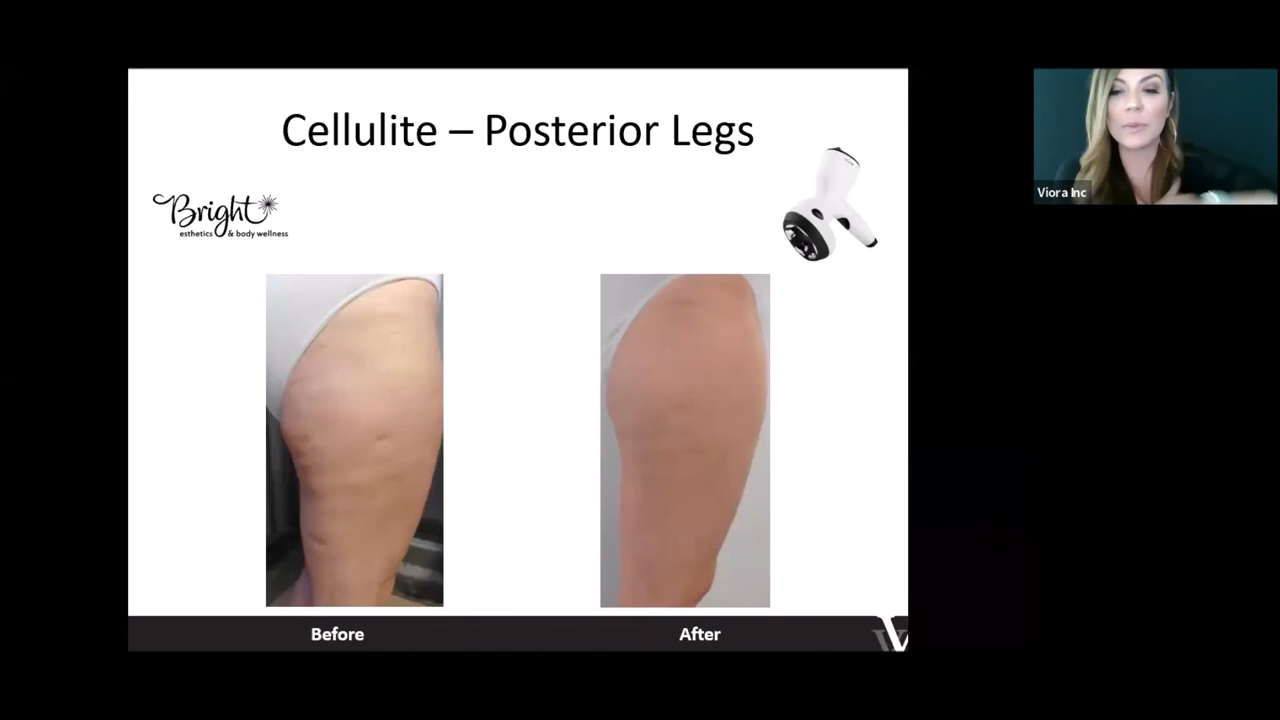 Cellulite – Posterior Legs
Bright
esthetics & body wellness
Viora Inc
Before
After